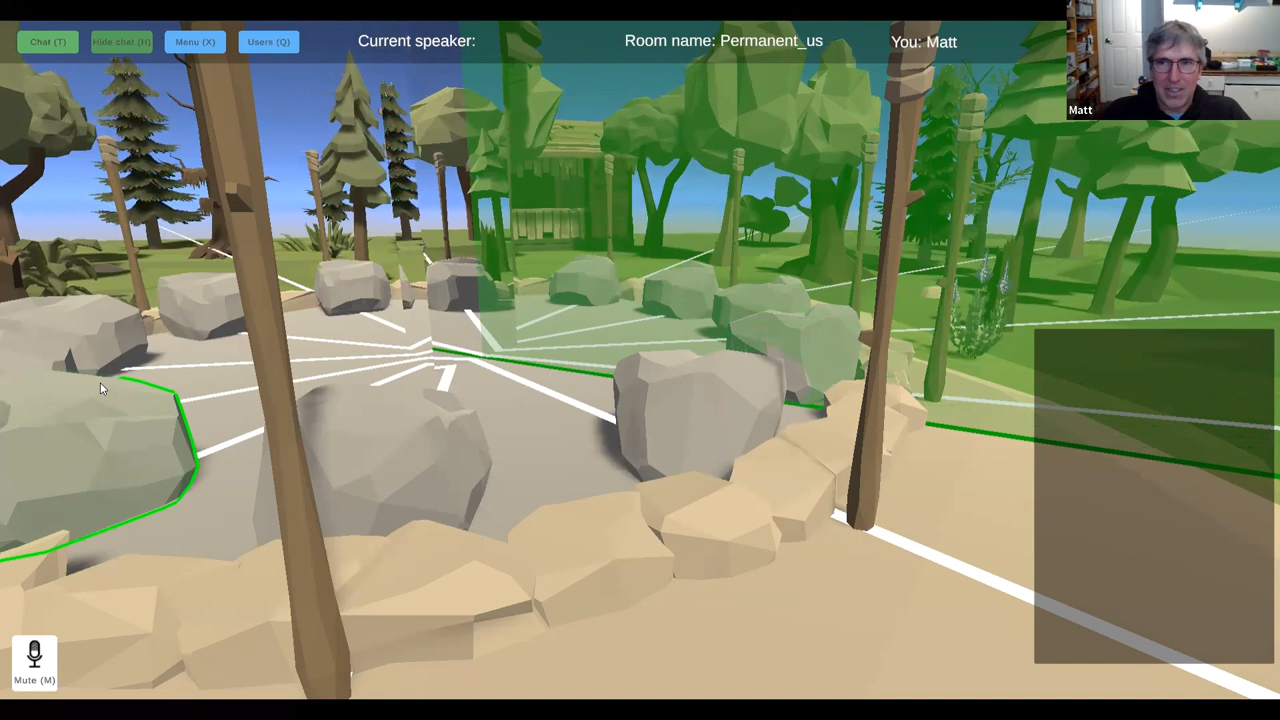 Chat (T)
Hide chat (H)
Menu (X)
Users (Q)
Current speaker:
Room name: Permanent_us
You: Matt
Matt
Mute (M)